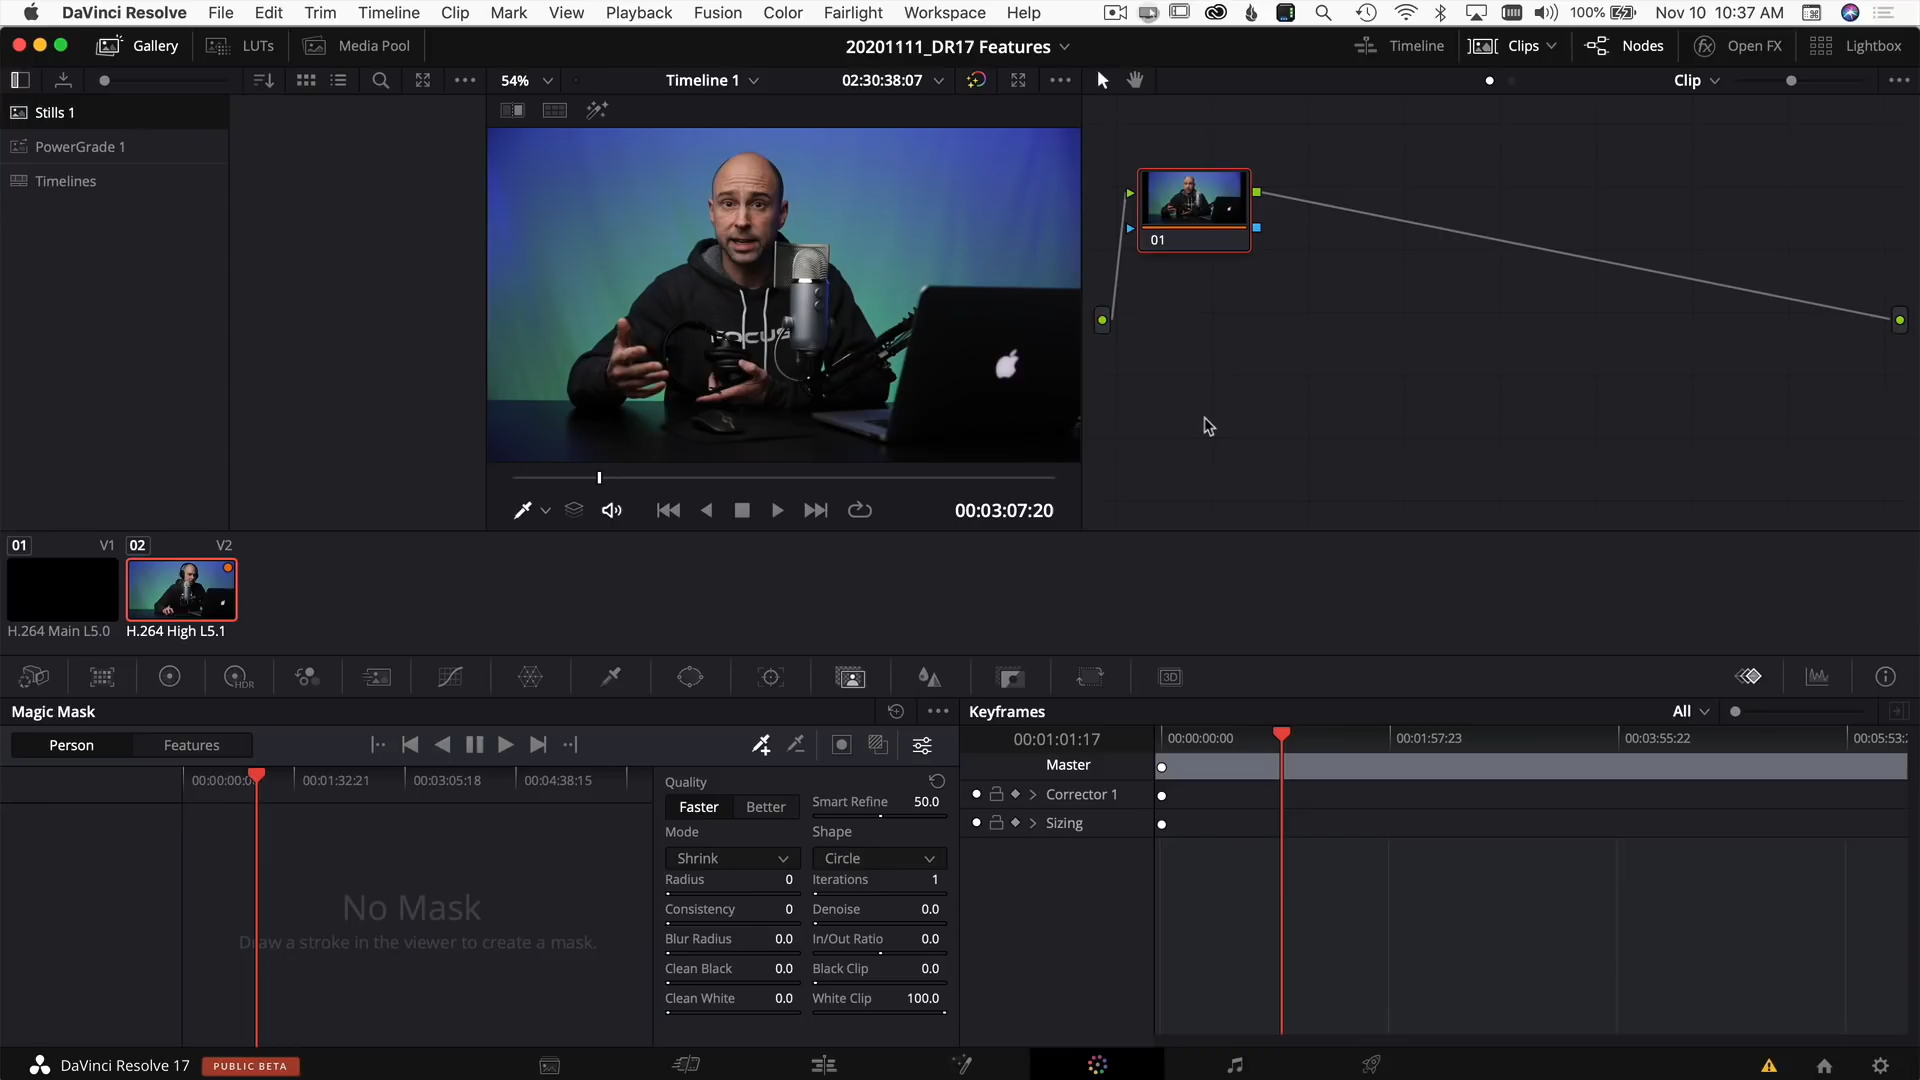 DaVinci Resolve File Edit Trim Timeline Clip Mark View Playback Fusion Color Fairlight Workspace Help 100% Nov 10 10:37 AM
Gallery LUTs Media Pool 20201111_DR17 Features Timeline Clips Nodes Open FX Lightbox
54% Timeline 1 02:30:38:07 Clip
Stills 1
PowerGrade 1
Timelines
FOCUS
01
00:03:07:20
01 V1 02 V2
H.264 Main L5.0 H.264 High L5.1
HDR 3D
Magic Mask Keyframes All
Person Features 00:01:01:17 00:00:00:00 00:01:57:23 00:03:55:22 00:05:53:2
Master
00:00:00:0 00:01:32:21 00:03:05:18 00:04:38:15
Quality
Faster Better Smart Refine 50.0
Corrector 1
Sizing
Mode Shape
Shrink Circle
Radius 0 Iterations 1
Consistency 0 Denoise 0.0
Blur Radius 0.0 In/Out Ratio 0.0
Clean Black 0.0 Black Clip 0.0
Clean White 0.0 White Clip 100.0
No Mask
Draw a stroke in the viewer to create a mask.
DaVinci Resolve 17 PUBLIC BETA